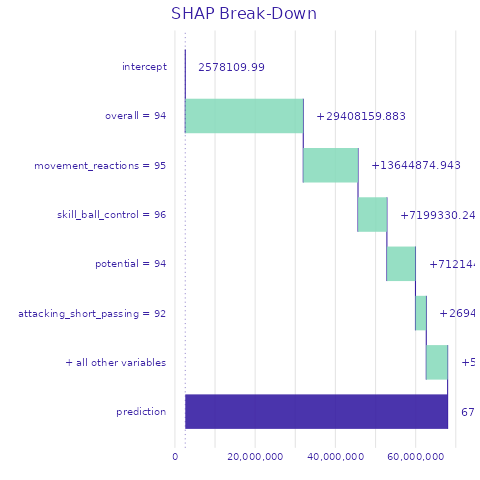 SHAP Break-Down
intercept 2578109.99
overall = 94 +29408159.883
movement_reactions = 95 +13644874.943
skill_ball_control = 96 +7199330.24
potential = 94 +712144
attacking_short_passing = 92 +2694
+ all other variables +5
prediction 67
0 20,000,000 40,000,000 60,000,000